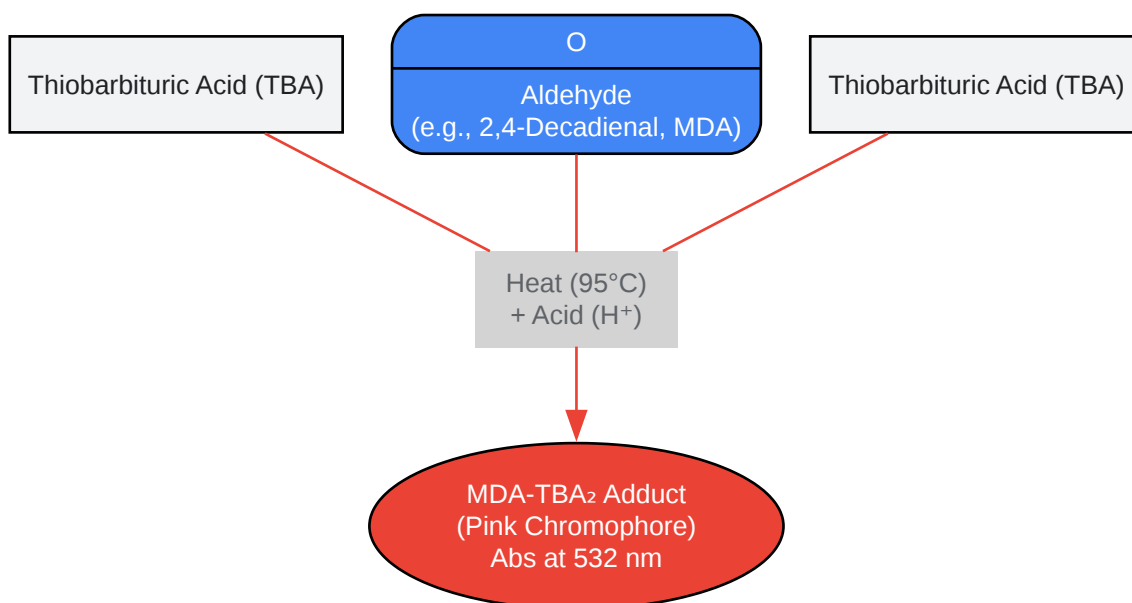 Thiobarbituric Acid (TBA)
O
Aldehyde
(e.g., 2,4-Decadienal, MDA)
Thiobarbituric Acid (TBA)
Heat (95°C)
+ Acid (H⁺)
MDA-TBA₂ Adduct
(Pink Chromophore)
Abs at 532 nm